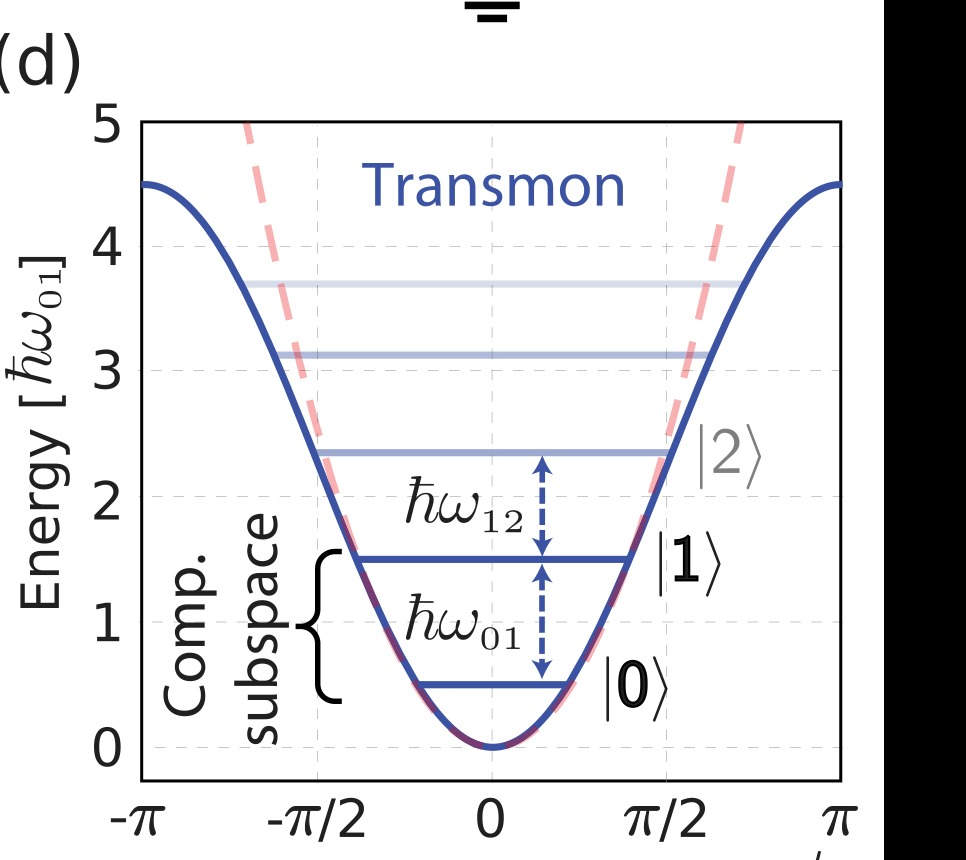 (d)
5
4
3
2
1
0
Energy [ħω₀₁]
Transmon
|2⟩
ħω₁₂
|1⟩
ħω₀₁
|0⟩
Comp.
subspace
-π -π/2 0 π/2 π